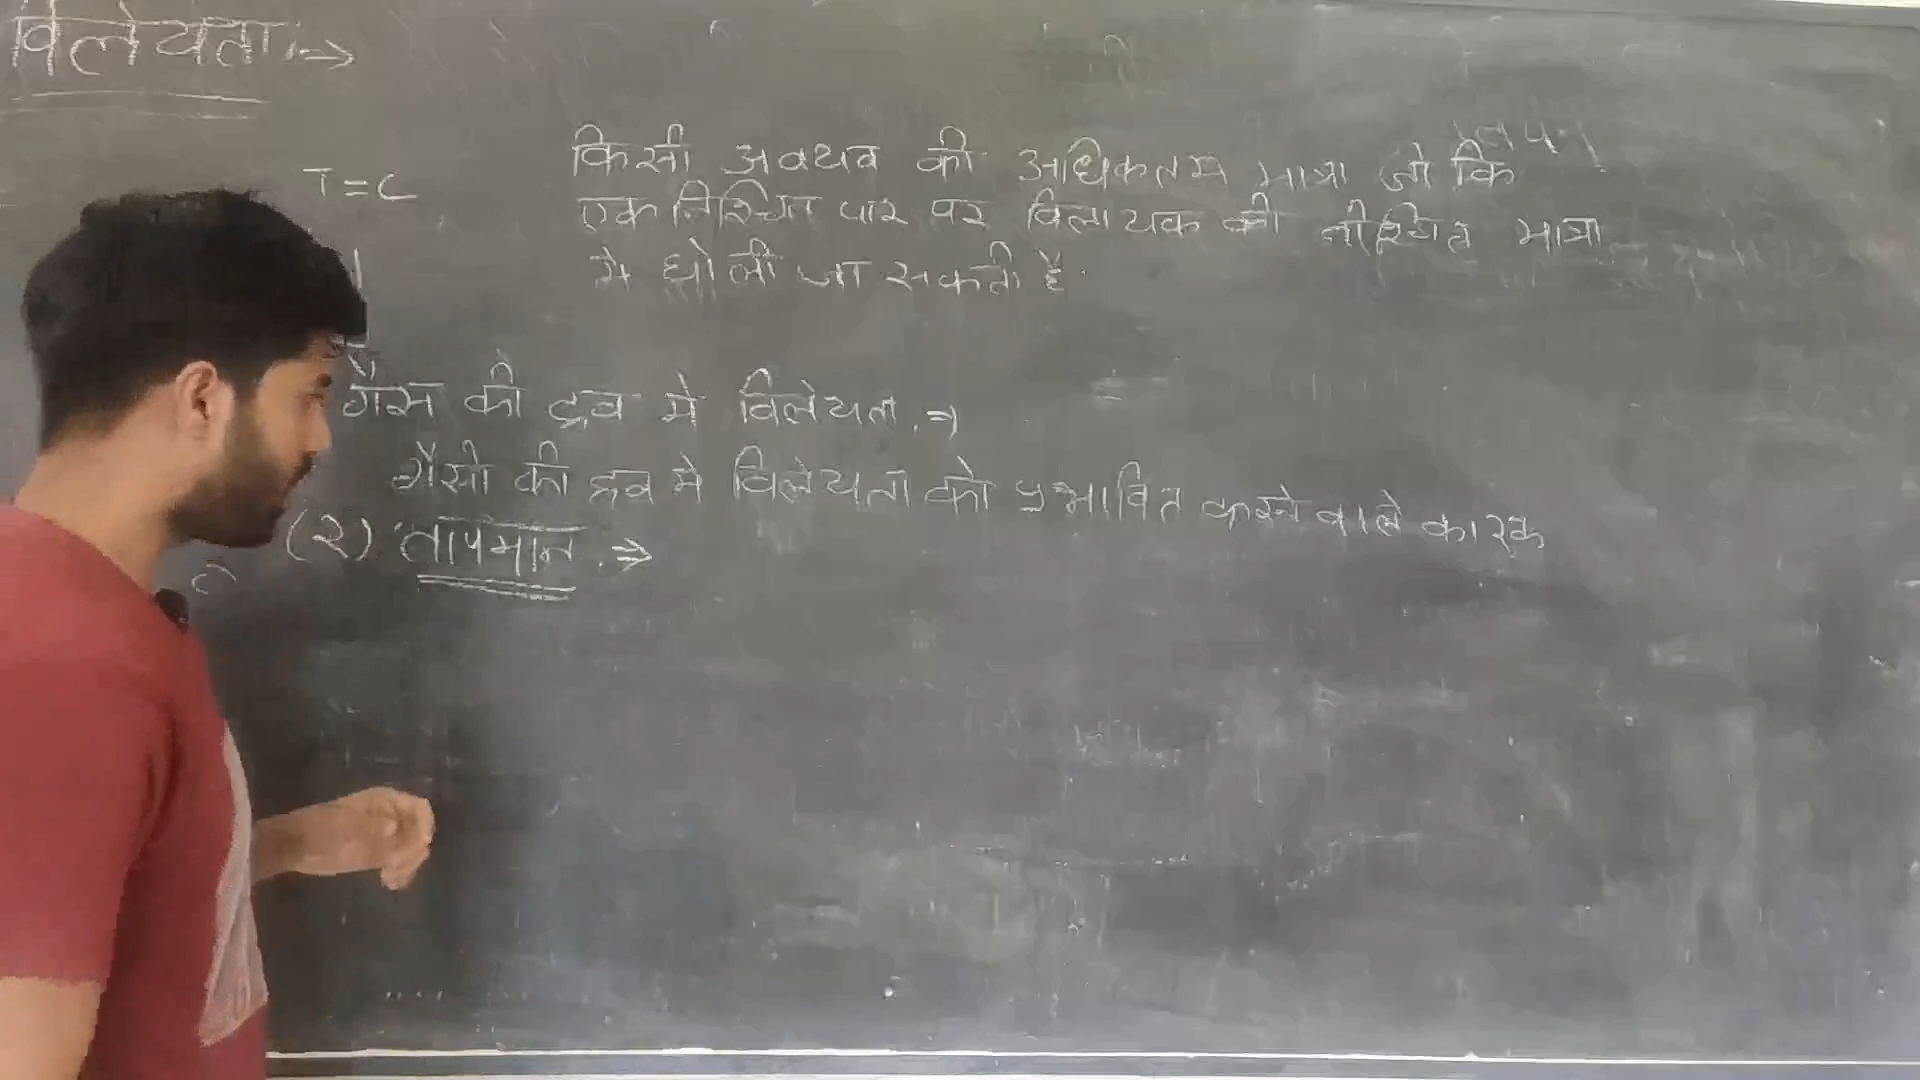 विलेयता :→
T = C
किसी अवयव की अधिकतम मात्रा जो कि
एक निश्चित पार पर विलायक की नीश्चित मात्रा
मे घोली जा सकती है.
गैस की द्रव मे विलेयता. ⇒
गैसो की द्रव मे विलेयता को प्रभावित करने वाले कारक
(२) तापमान. ⇒